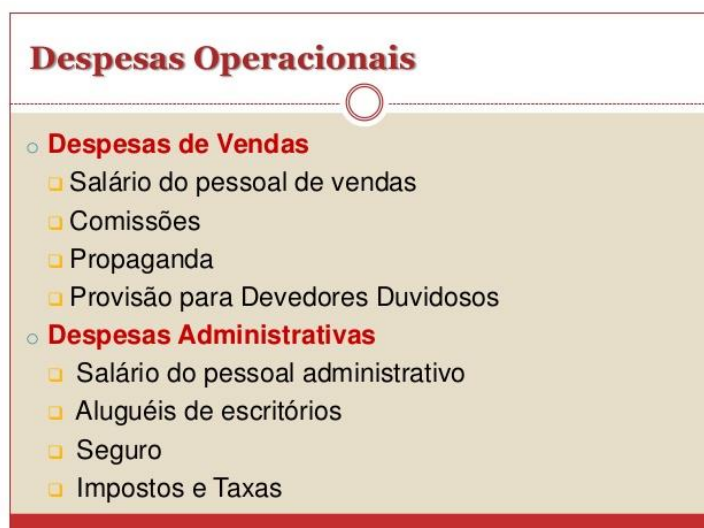 Despesas Operacionais
Despesas de Vendas
Salário do pessoal de vendas
Comissões
Propaganda
Provisão para Devedores Duvidosos
Despesas Administrativas
Salário do pessoal administrativo
Aluguéis de escritórios
Seguro
Impostos e Taxas